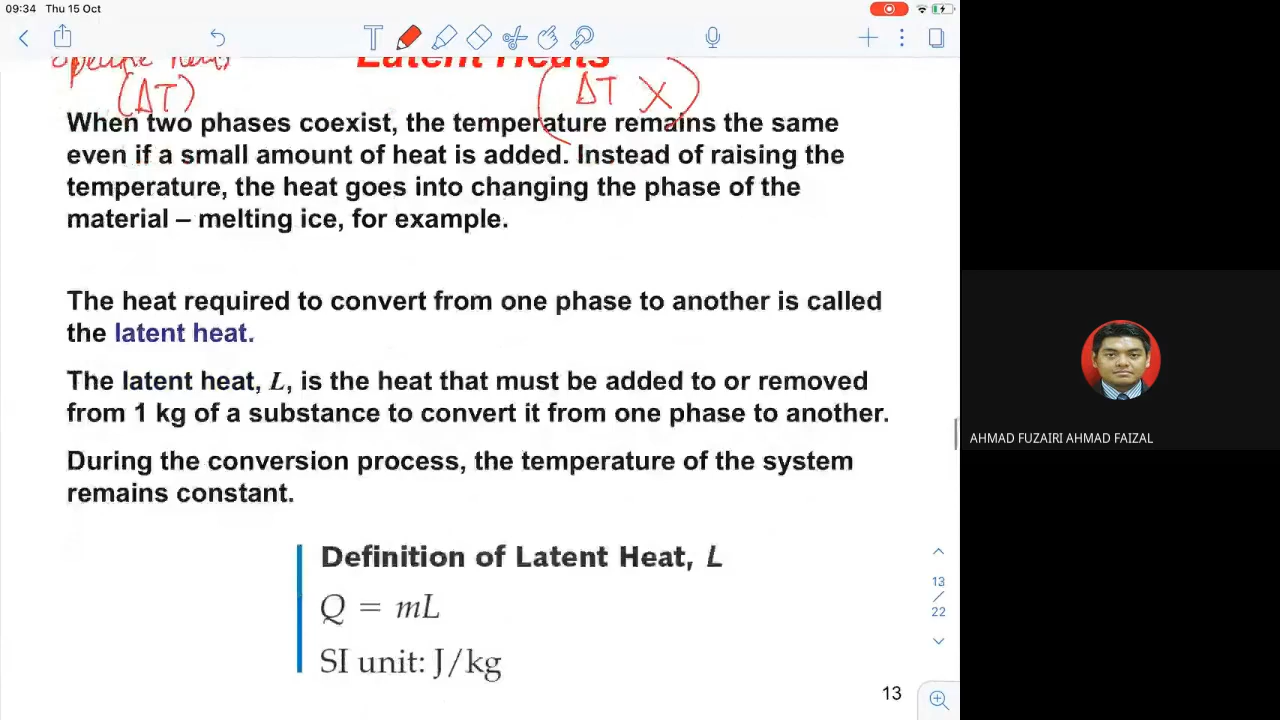 09:34 Thu 15 Oct
Specific heat
Latent Heats
(ΔT)
(ΔT X)
When two phases coexist, the temperature remains the same
even if a small amount of heat is added. Instead of raising the
temperature, the heat goes into changing the phase of the
material – melting ice, for example.
The heat required to convert from one phase to another is called
the latent heat.
The latent heat, L, is the heat that must be added to or removed
from 1 kg of a substance to convert it from one phase to another.
During the conversion process, the temperature of the system
remains constant.
Definition of Latent Heat, L
Q = mL
SI unit: J/kg
13
13
/
22
AHMAD FUZAIRI AHMAD FAIZAL